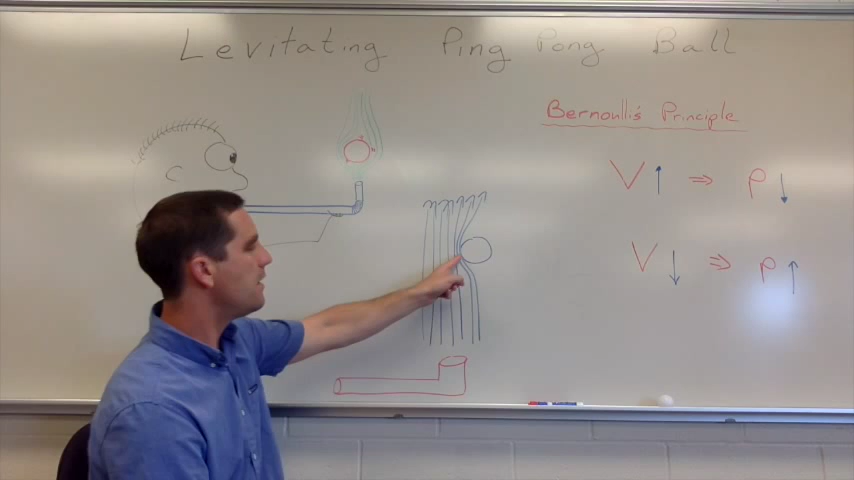 Levitating Ping Pong Ball
Bernoulli's Principle
V↑ ⇒ P↓
V↓ ⇒ P↑